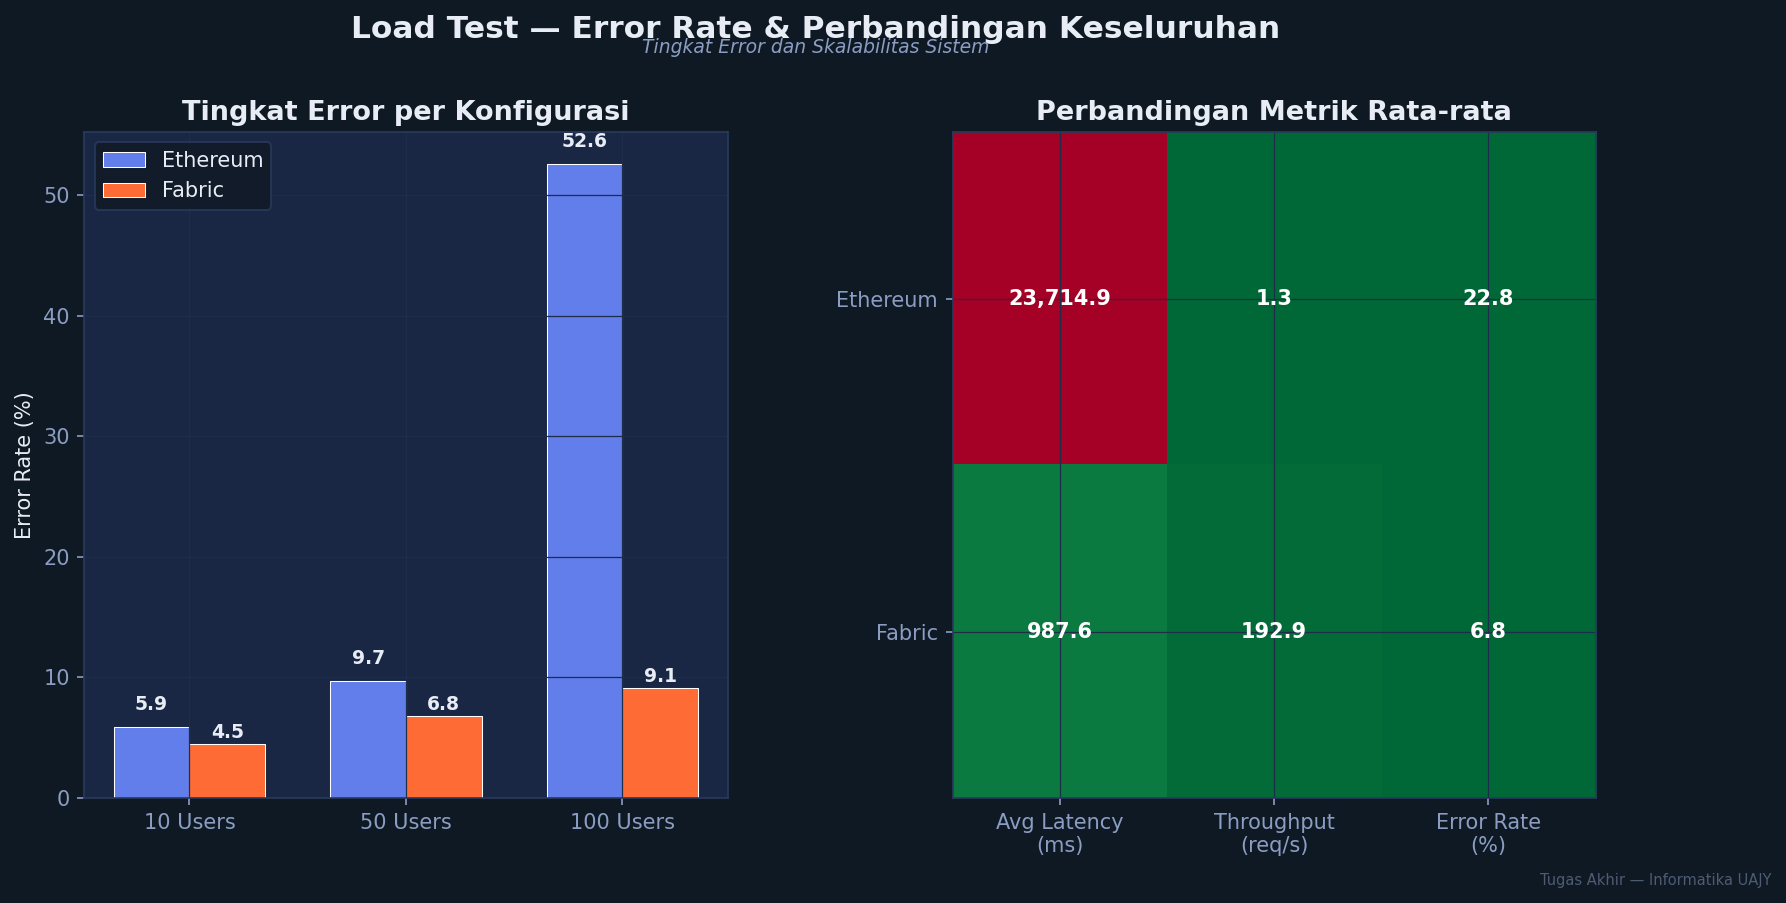 Load Test — Error Rate & Perbandingan Keseluruhan
Tingkat Error dan Skalabilitas Sistem
Tingkat Error per Konfigurasi
Ethereum
Fabric
Error Rate (%)
50
40
30
20
10
0
5.9
4.5
9.7
6.8
52.6
9.1
10 Users
50 Users
100 Users
Perbandingan Metrik Rata-rata
Ethereum
23,714.9
1.3
22.8
Fabric
987.6
192.9
6.8
Avg Latency
(ms)
Throughput
(req/s)
Error Rate
(%)
Tugas Akhir — Informatika UAJY